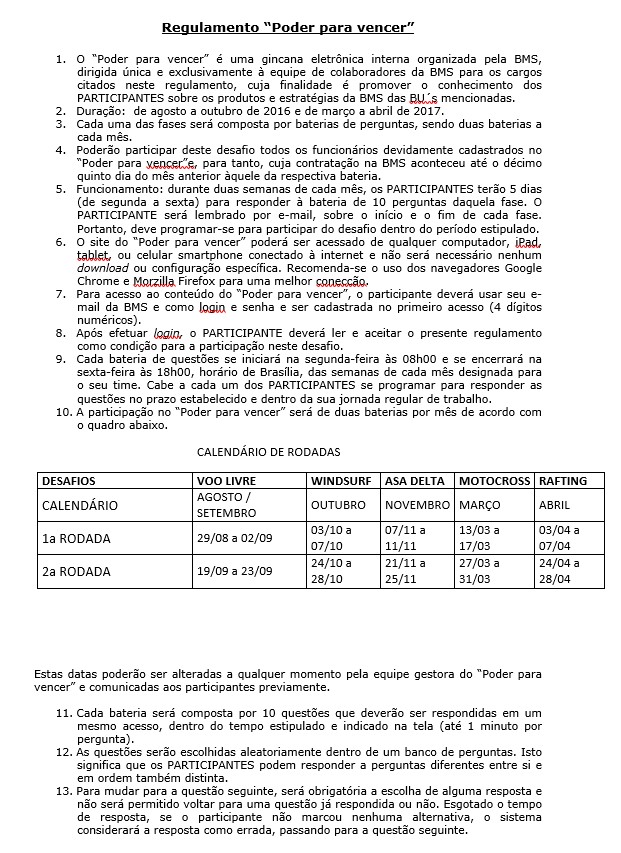 Regulamento “Poder para vencer”
1. O “Poder para vencer” é uma gincana eletrônica interna organizada pela BMS,
dirigida única e exclusivamente à equipe de colaboradores da BMS para os cargos
citados neste regulamento, cuja finalidade é promover o conhecimento dos
PARTICIPANTES sobre os produtos e estratégias da BMS das BU´s mencionadas.
2. Duração: de agosto a outubro de 2016 e de março a abril de 2017.
3. Cada uma das fases será composta por baterias de perguntas, sendo duas baterias a
cada mês.
4. Poderão participar deste desafio todos os funcionários devidamente cadastrados no
“Poder para vencer”e, para tanto, cuja contratação na BMS aconteceu até o décimo
quinto dia do mês anterior àquele da respectiva bateria.
5. Funcionamento: durante duas semanas de cada mês, os PARTICIPANTES terão 5 dias
(de segunda a sexta) para responder à bateria de 10 perguntas daquela fase. O
PARTICIPANTE será lembrado por e-mail, sobre o início e o fim de cada fase.
Portanto, deve programar-se para participar do desafio dentro do período estipulado.
6. O site do “Poder para vencer” poderá ser acessado de qualquer computador, iPad,
tablet, ou celular smartphone conectado à internet e não será necessário nenhum
download ou configuração específica. Recomenda-se o uso dos navegadores Google
Chrome e Morzilla Firefox para uma melhor conecção.
7. Para acesso ao conteúdo do “Poder para vencer”, o participante deverá usar seu e-
mail da BMS e como login e senha e ser cadastrada no primeiro acesso (4 dígitos
numéricos).
8. Após efetuar login, o PARTICIPANTE deverá ler e aceitar o presente regulamento
como condição para a participação neste desafio.
9. Cada bateria de questões se iniciará na segunda-feira às 08h00 e se encerrará na
sexta-feira às 18h00, horário de Brasília, das semanas de cada mês designada para
o seu time. Cabe a cada um dos PARTICIPANTES se programar para responder as
questões no prazo estabelecido e dentro da sua jornada regular de trabalho.
10. A participação no “Poder para vencer” será de duas baterias por mês de acordo com
o quadro abaixo.
CALENDÁRIO DE RODADAS
DESAFIOS VOO LIVRE WINDSURF ASA DELTA MOTOCROSS RAFTING
CALENDÁRIO AGOSTO / SETEMBRO OUTUBRO NOVEMBRO MARÇO ABRIL
1a RODADA 29/08 a 02/09 03/10 a 07/10 07/11 a 11/11 13/03 a 17/03 03/04 a 07/04
2a RODADA 19/09 a 23/09 24/10 a 28/10 21/11 a 25/11 27/03 a 31/03 24/04 a 28/04
Estas datas poderão ser alteradas a qualquer momento pela equipe gestora do “Poder para
vencer” e comunicadas aos participantes previamente.
11. Cada bateria será composta por 10 questões que deverão ser respondidas em um
mesmo acesso, dentro do tempo estipulado e indicado na tela (até 1 minuto por
pergunta).
12. As questões serão escolhidas aleatoriamente dentro de um banco de perguntas. Isto
significa que os PARTICIPANTES podem responder a perguntas diferentes entre si e
em ordem também distinta.
13. Para mudar para a questão seguinte, será obrigatória a escolha de alguma resposta e
não será permitido voltar para uma questão já respondida ou não. Esgotado o tempo
de resposta, se o participante não marcou nenhuma alternativa, o sistema
considerará a resposta como errada, passando para a questão seguinte.